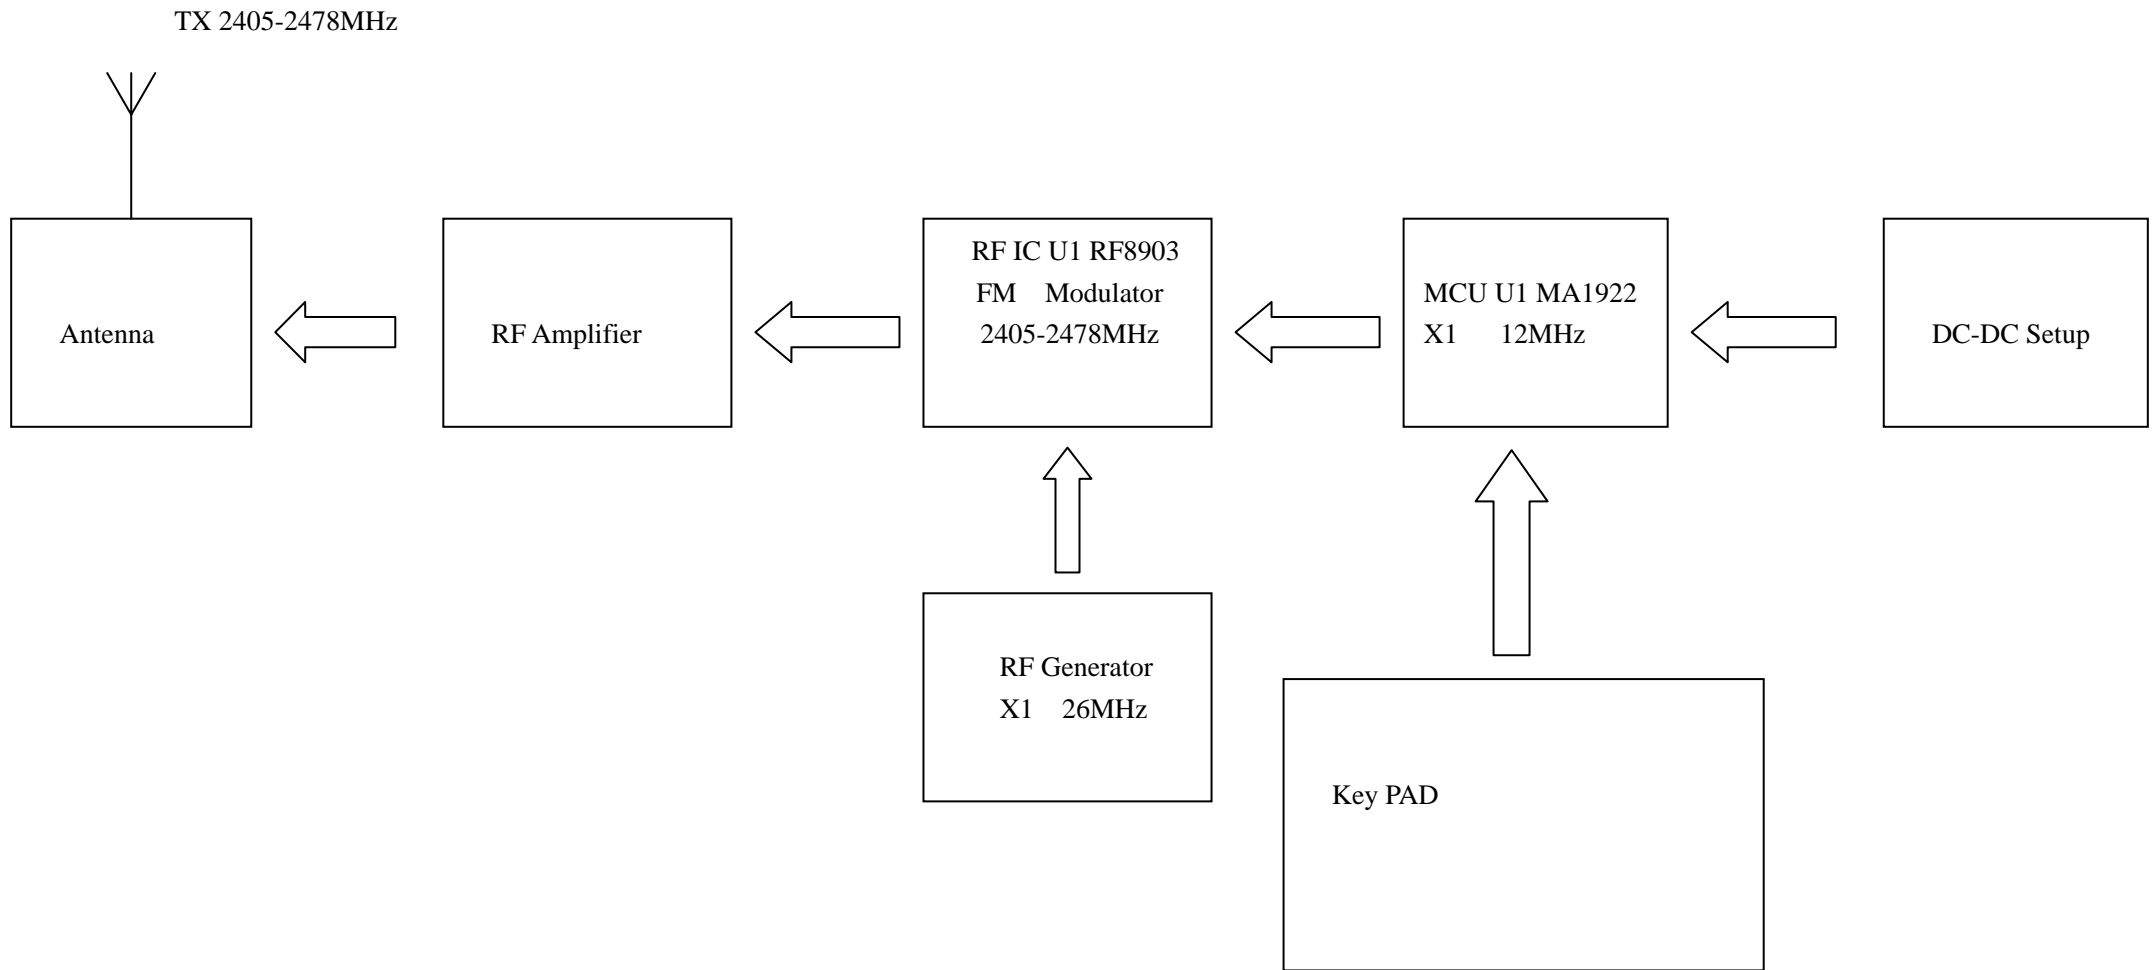 TX 2405-2478MHz
Antenna
RF Amplifier
RF IC U1 RF8903
FM Modulator
2405-2478MHz
MCU U1 MA1922
X1 12MHz
DC-DC Setup
RF Generator
X1 26MHz
Key PAD